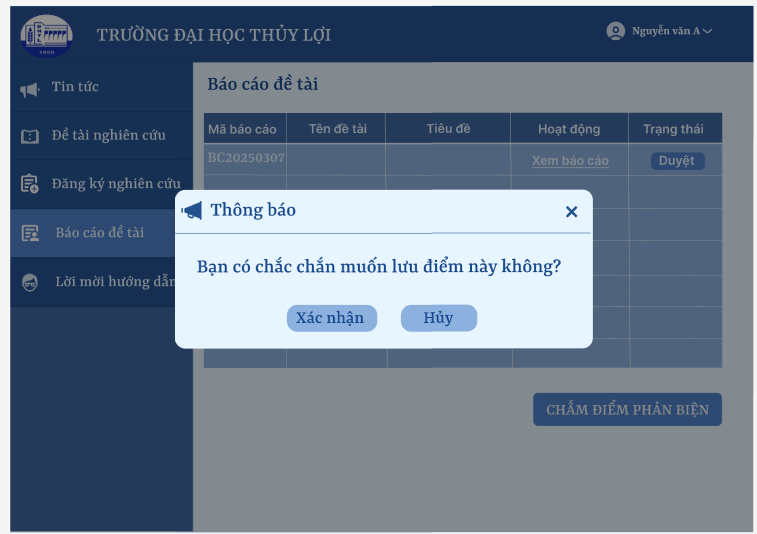 TRƯỜNG ĐẠI HỌC THỦY LỢI
Nguyễn văn A
Tin tức
Đề tài nghiên cứu
Đăng ký nghiên cứu
Báo cáo đề tài
Lời mời hướng dẫn
Báo cáo đề tài
Mã báo cáo Tên đề tài Tiêu đề Hoạt động Trạng thái
BC20250307 Xem báo cáo Duyệt
Thông báo
Bạn có chắc chắn muốn lưu điểm này không?
Xác nhận Hủy
CHẤM ĐIỂM PHẢN BIỆN